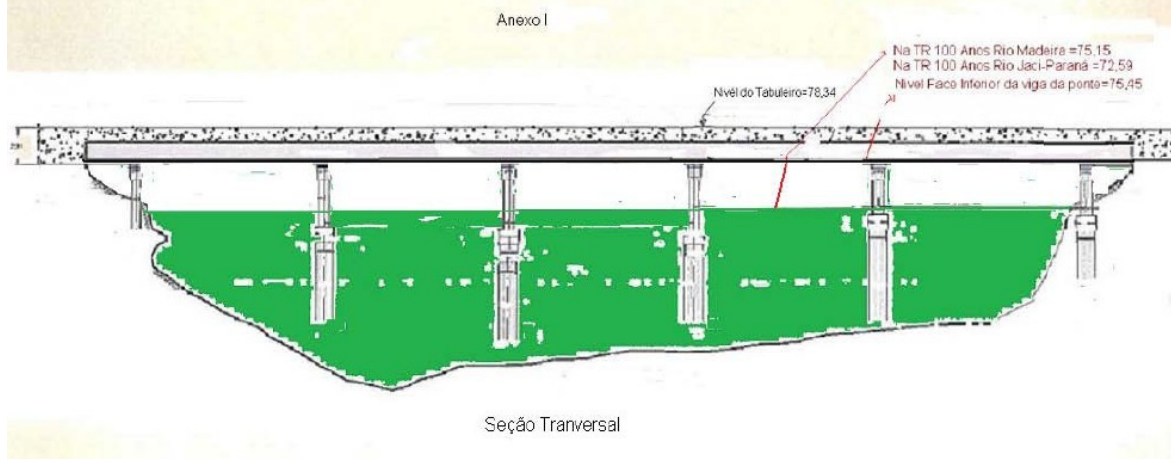 Anexo I
Na TR 100 Anos Rio Madeira =75,15
Na TR 100 Anos Rio Jaci-Paraná =72,59
Nivel Face Inferior da viga da ponte=75,45
Nivél do Tabuleiro=78,34
Seção Tranversal